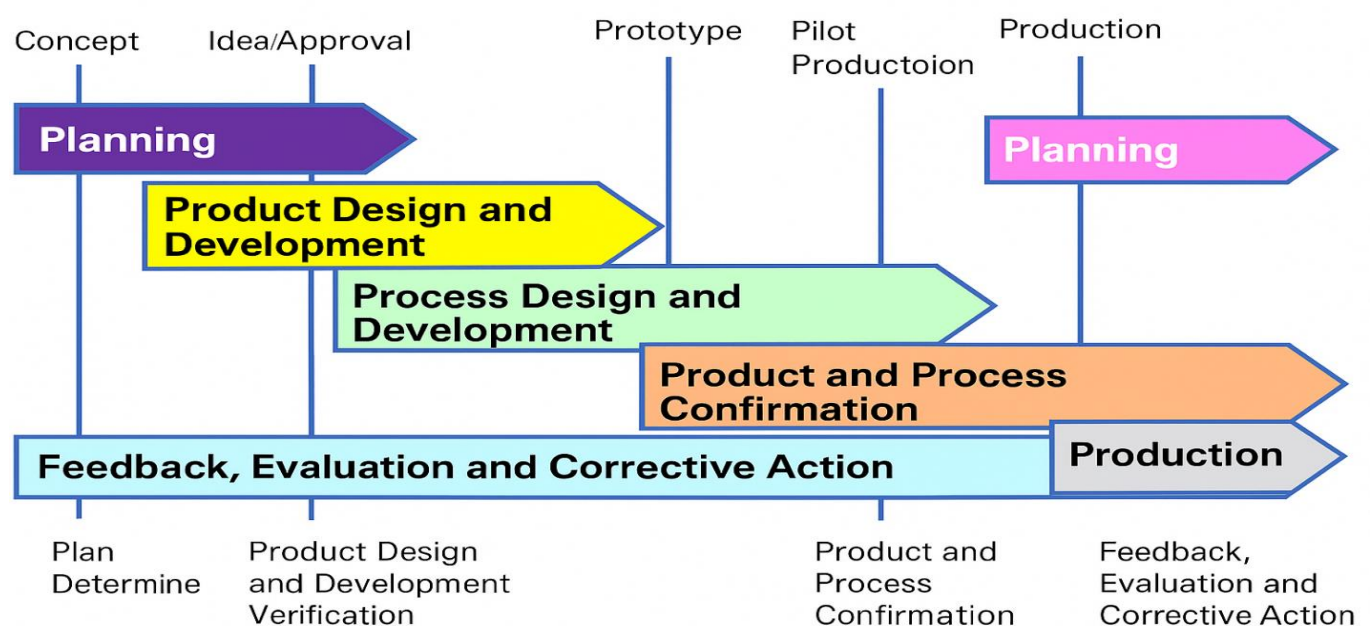 Concept
Idea/Approval
Prototype
Pilot
Productoion
Production
Planning
Planning
Product Design and
Development
Process Design and
Development
Product and Process
Confirmation
Feedback, Evaluation and Corrective Action
Production
Plan
Determine
Product Design
and Development
Verification
Product and
Process
Confirmation
Feedback,
Evaluation and
Corrective Action